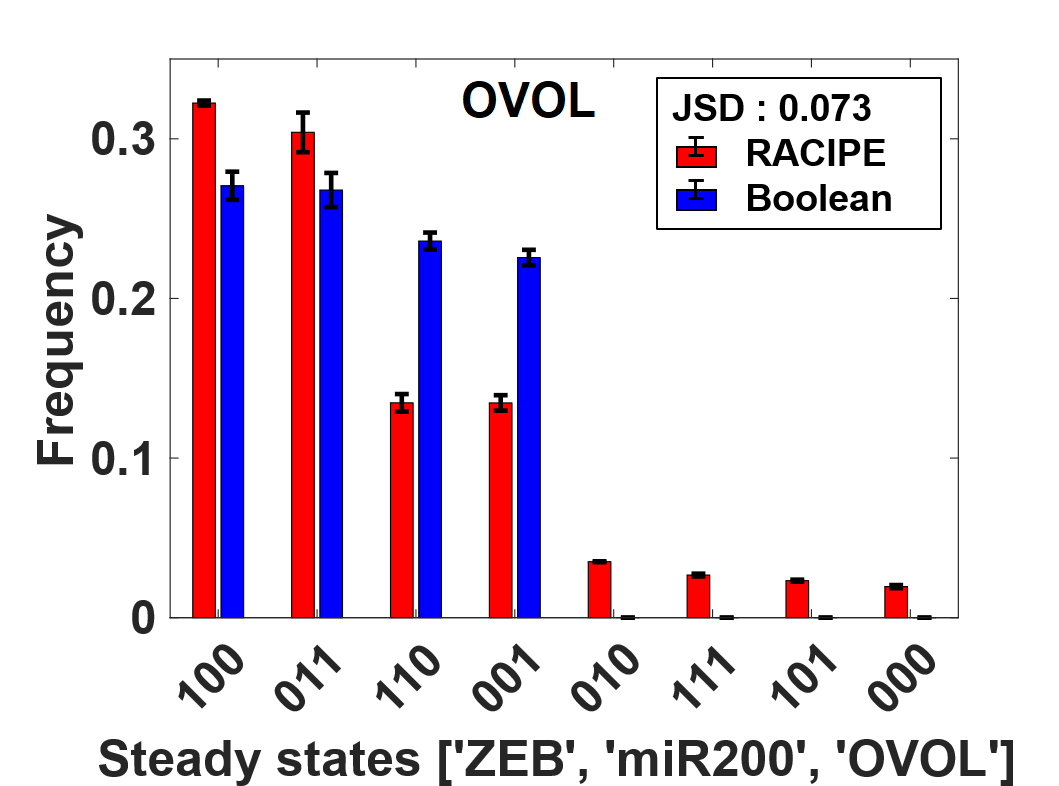 OVOL
JSD : 0.073
RACIPE
Boolean
Frequency
0.3
0.2
0.1
0
100 011 110 001 010 111 101 000
Steady states ['ZEB', 'miR200', 'OVOL']